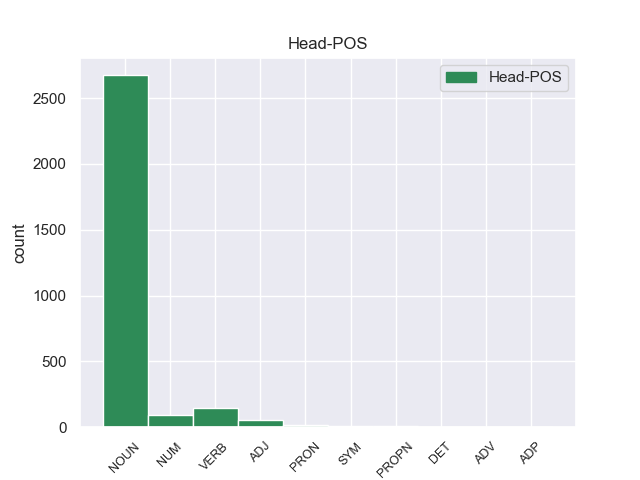 Head-POS
Head-POS
count
2500
2000
1500
1000
500
0
NOUN
NUM
VERB
ADJ
PRON
SYM
PROPN
DET
ADV
ADP